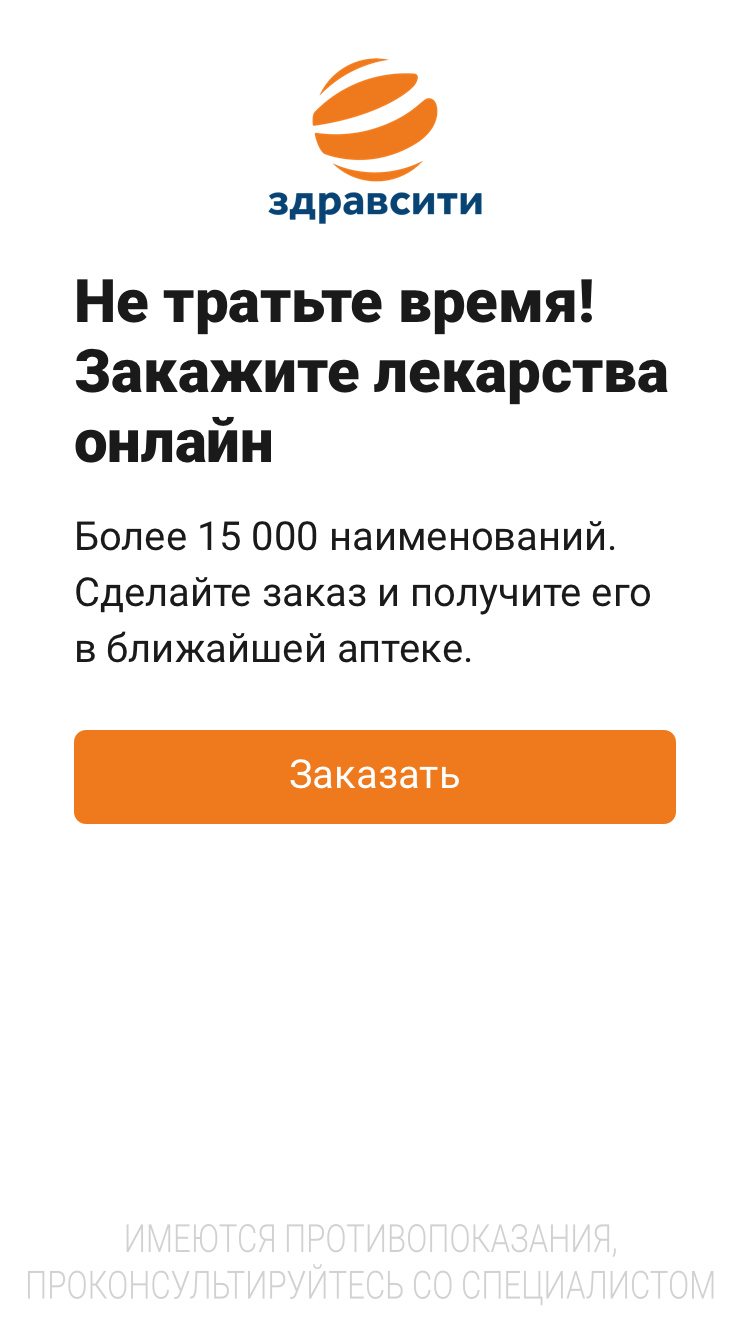 здравсити
Не тратьте время!
Закажите лекарства
онлайн
Более 15 000 наименований.
Сделайте заказ и получите его
в ближайшей аптеке.
Заказать
ИМЕЮТСЯ ПРОТИВОПОКАЗАНИЯ,
ПРОКОНСУЛЬТИРУЙТЕСЬ СО СПЕЦИАЛИСТОМ